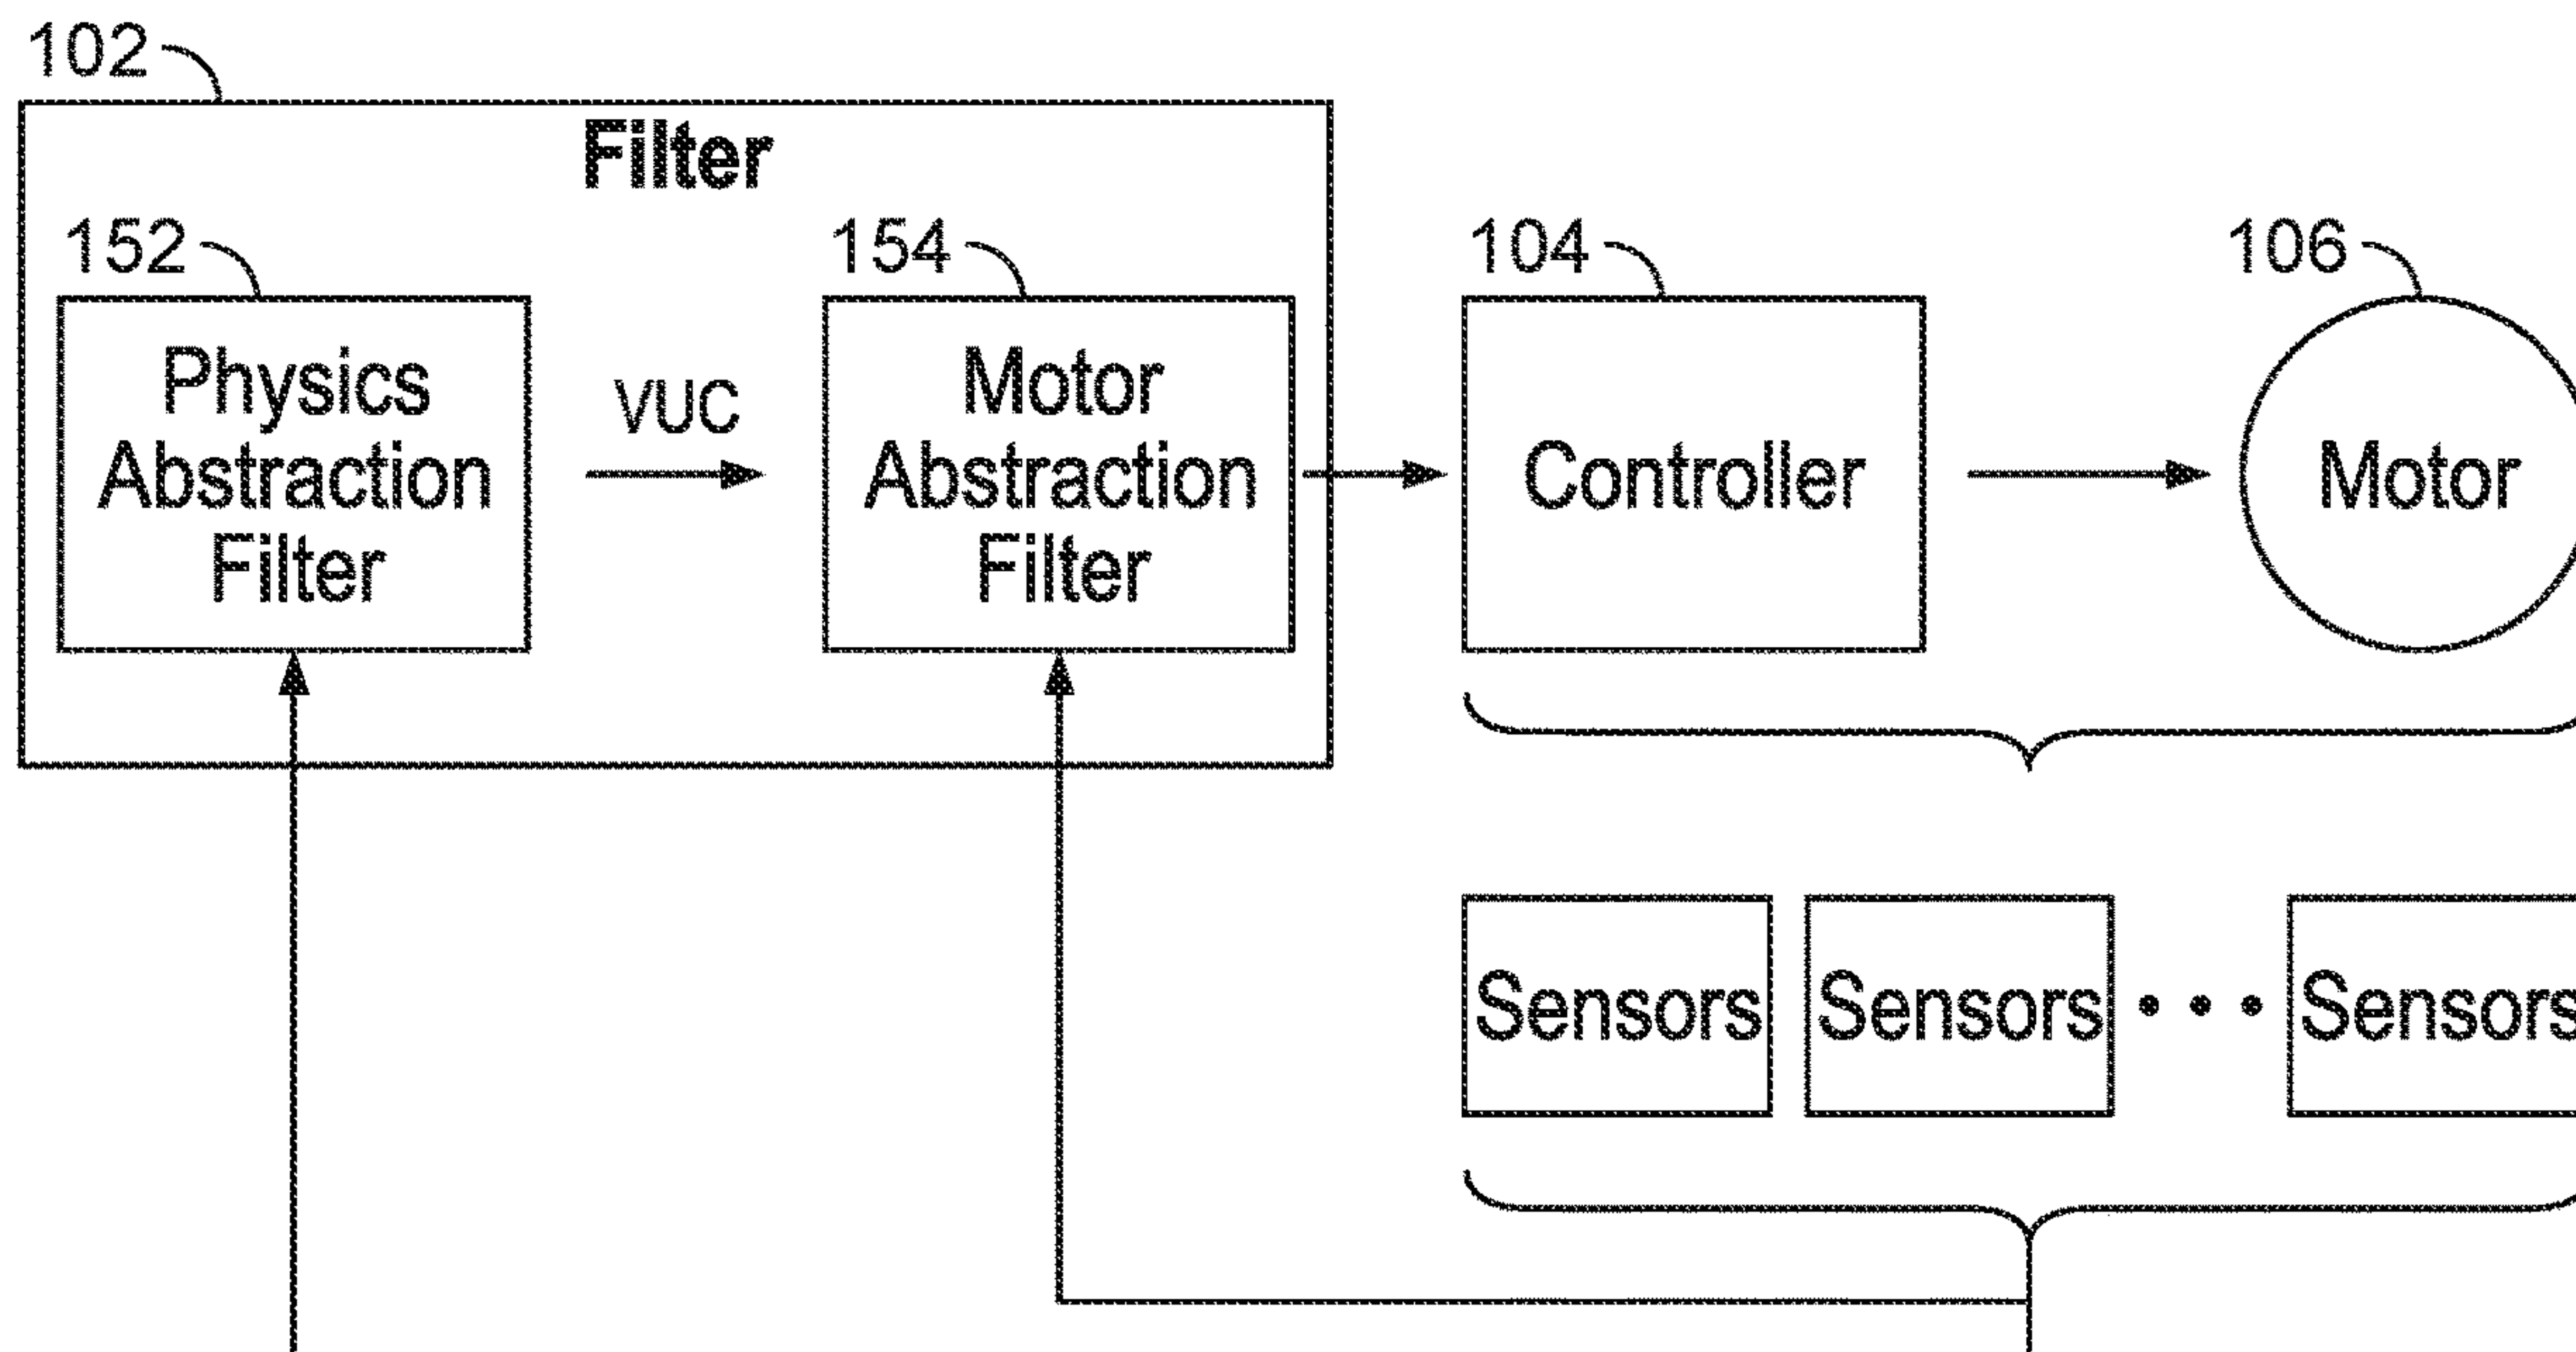 102
Filter
152
154
104
106
Physics
Abstraction
Filter
VUC
Motor
Abstraction
Filter
Controller
Motor
Sensors
Sensors
• • •
Sensors